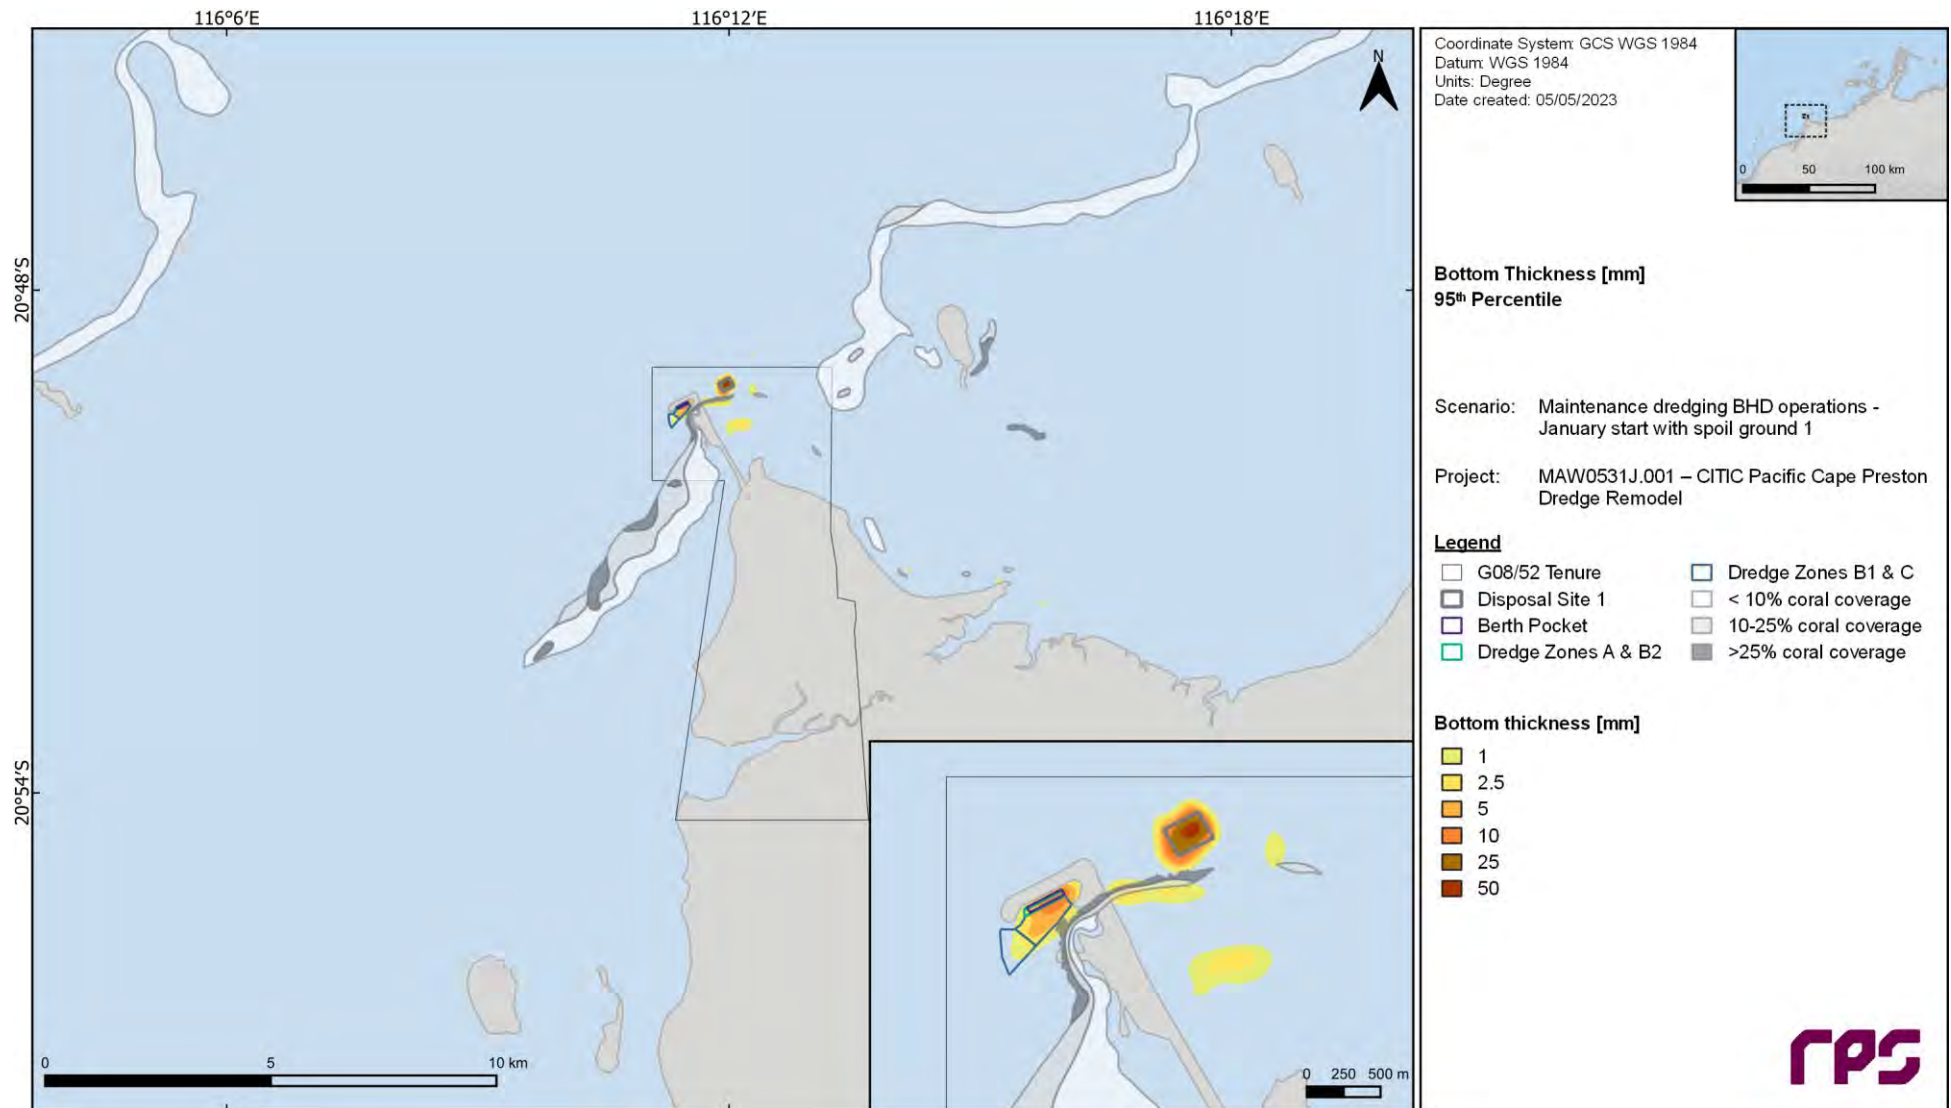 116°6′E
116°12′E
116°18′E
20°48′S
20°54′S
N
0 5 10 km
0 250 500 m
Coordinate System: GCS WGS 1984
Datum: WGS 1984
Units: Degree
Date created: 05/05/2023
0 50 100 km
Bottom Thickness [mm]
95th Percentile
Scenario: Maintenance dredging BHD operations -
January start with spoil ground 1
Project: MAW0531J.001 – CITIC Pacific Cape Preston
Dredge Remodel
Legend
G08/52 Tenure
Disposal Site 1
Berth Pocket
Dredge Zones A & B2
Dredge Zones B1 & C
< 10% coral coverage
10-25% coral coverage
>25% coral coverage
Bottom thickness [mm]
1
2.5
5
10
25
50
rps